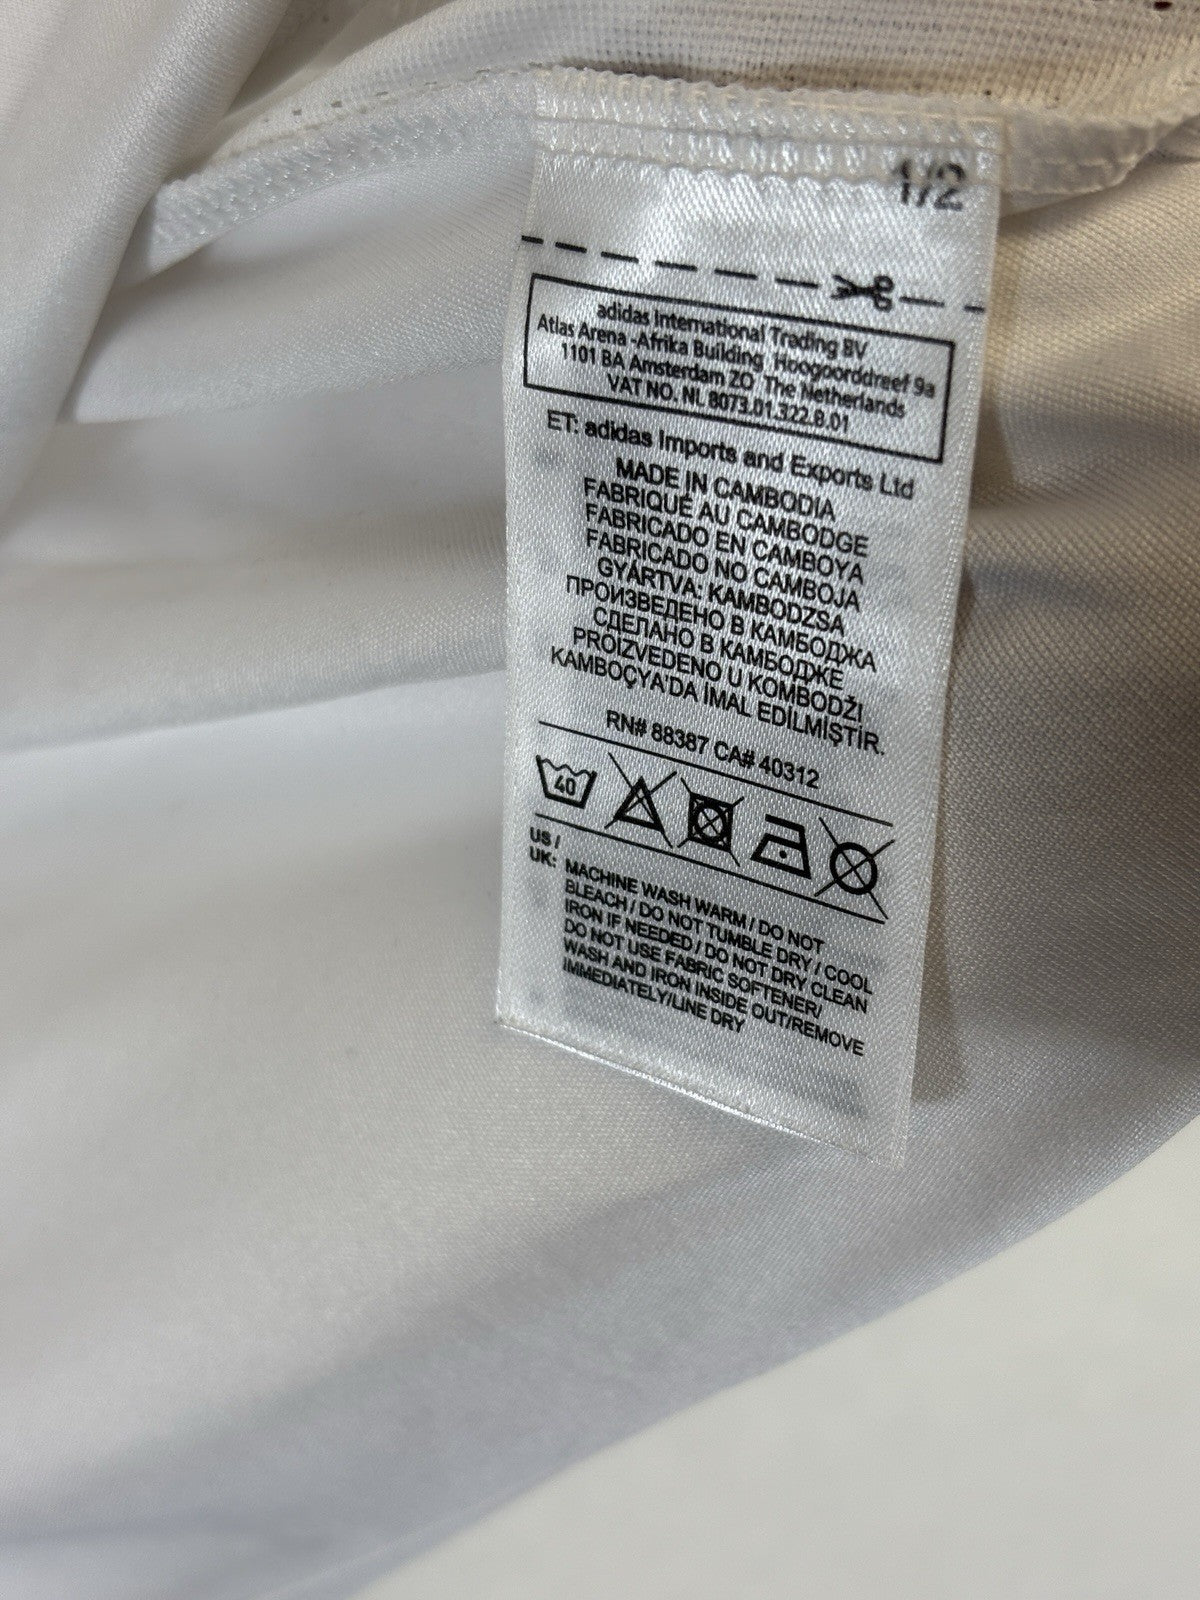 1/2
adidas International Trading BV
Atlas Arena -Afrika Building, Hoogoorddreef 9a
1101 BA Amsterdam ZO The Netherlands
VAT NO. NL 8073.01.322.B.01
ET: adidas Imports and Exports Ltd
MADE IN CAMBODIA
FABRIQUÉ AU CAMBODGE
FABRICADO EN CAMBOYA
FABRICADO NO CAMBOJA
GYÁRTVA: KAMBODZSA
ПРОИЗВЕДЕНО В КАМБОДЖА
СДЕЛАНО В КАМБОДЖЕ
PROIZVEDENO U KOMBODŽI
KAMBOÇYA'DA İMAL EDİLMİŞTİR.
RN# 88387 CA# 40312
40
US /
UK: MACHINE WASH WARM / DO NOT
BLEACH / DO NOT TUMBLE DRY / COOL
IRON IF NEEDED / DO NOT DRY CLEAN
DO NOT USE FABRIC SOFTENER/
WASH AND IRON INSIDE OUT/REMOVE
IMMEDIATELY/LINE DRY